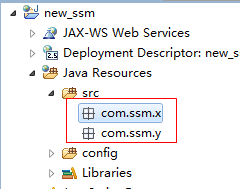 new_ssm
JAX-WS Web Services
Deployment Descriptor: new_s
Java Resources
src
com.ssm.x
com.ssm.y
config
Libraries